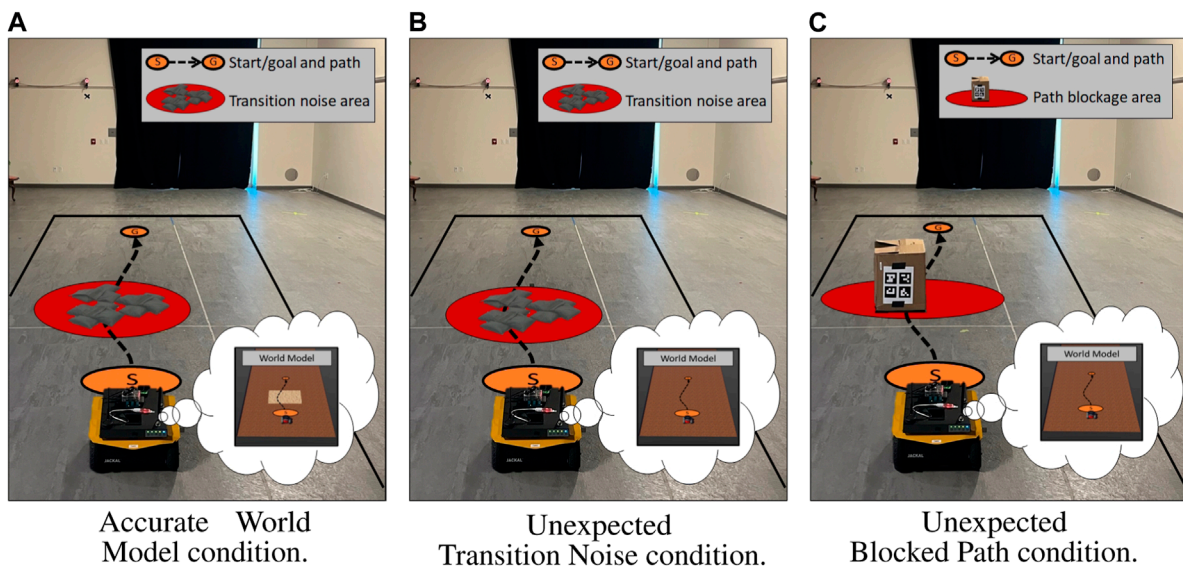 A
S G Start/goal and path
Transition noise area
G
S
World Model
JACKAL
Accurate World
Model condition.
B
S G Start/goal and path
Transition noise area
G
S
World Model
JACKAL
Unexpected
Transition Noise condition.
C
S G Start/goal and path
Path blockage area
G
S
World Model
JACKAL
Unexpected
Blocked Path condition.